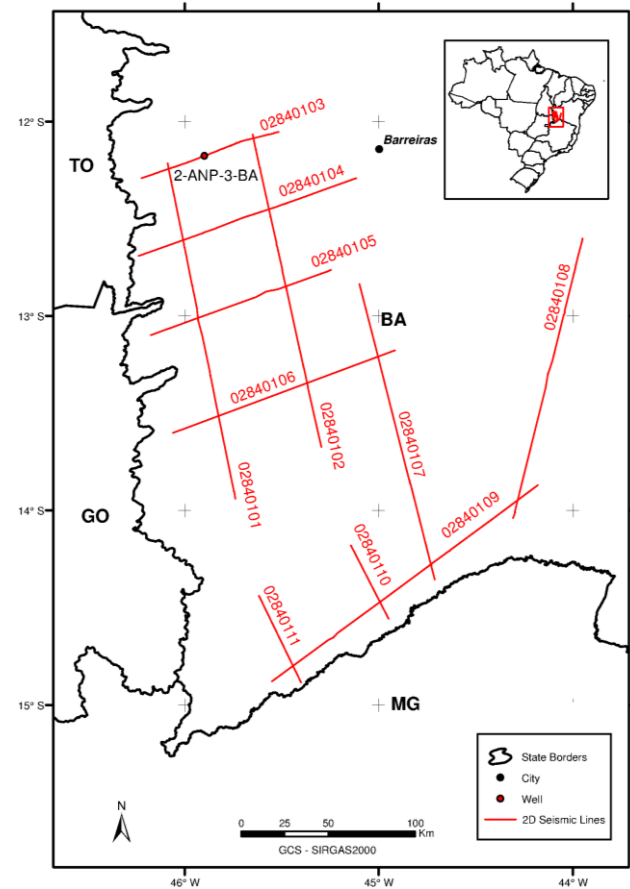 12° S
02840103
Barreiras
TO
2-ANP-3-BA
02840104
02840105
02840108
13° S
BA
02840106
02840102
02840107
02840101
02840109
14° S
GO
02840110
02840111
15° S
MG
State Borders
City
Well
2D Seismic Lines
N
0 25 50 100
Km
GCS - SIRGAS2000
46° W 45° W 44° W